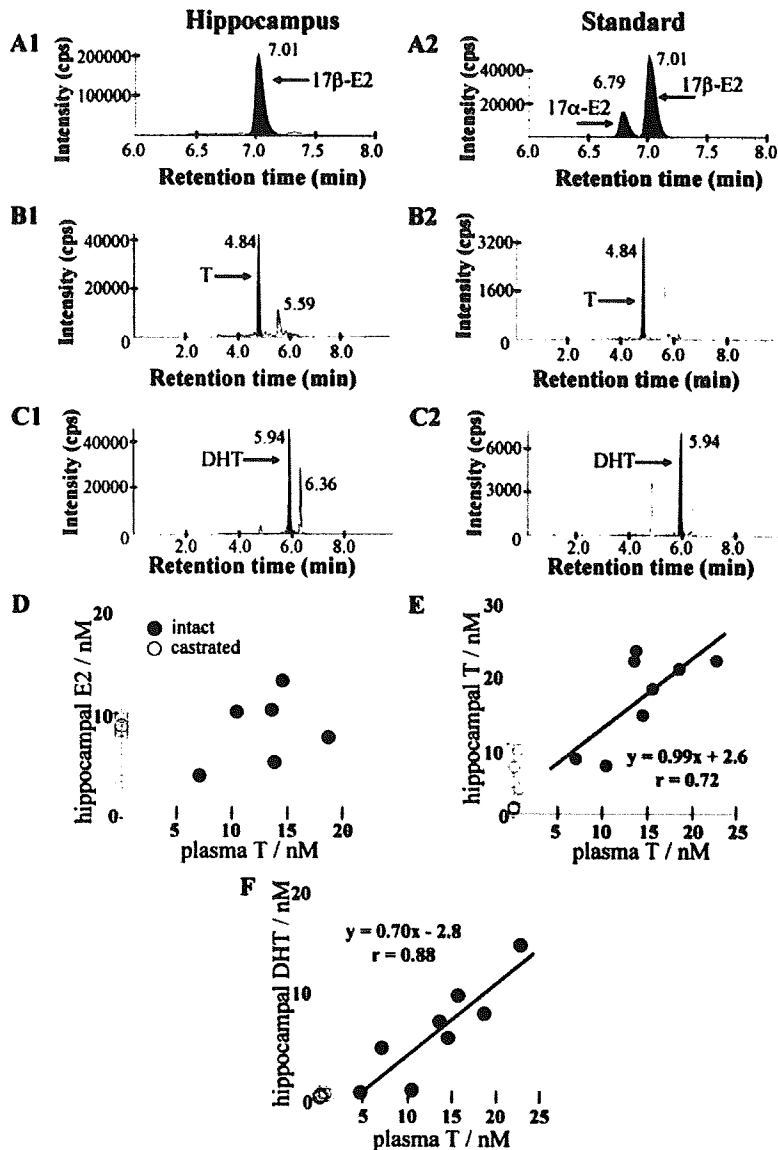 Hippocampus
Standard
A1
Intensity (cps)
200000
100000
0
7.01
17β-E2
6.0 6.5 7.0 7.5 8.0
Retention time (min)
A2
Intensity (cps)
40000
20000
0
6.79
7.01
17α-E2
17β-E2
6.0 6.5 7.0 7.5 8.0
Retention time (min)
B1
Intensity (cps)
40000
20000
0
4.84
T
5.59
2.0 4.0 6.0 8.0
Retention time (min)
B2
Intensity (cps)
3200
1600
0
4.84
T
2.0 4.0 6.0 8.0
Retention time (min)
C1
Intensity (cps)
40000
20000
0
5.94
DHT
6.36
2.0 4.0 6.0 8.0
Retention time (min)
C2
Intensity (cps)
6000
3000
0
DHT
5.94
2.0 4.0 6.0 8.0
Retention time (min)
D
hippocampal E2 / nM
20
10
0
intact
castrated
5 10 15 20
plasma T / nM
E
hippocampal T / nM
30
20
10
0
y = 0.99x + 2.6
r = 0.72
5 10 15 20 25
plasma T / nM
F
hippocampal DHT / nM
20
10
0
y = 0.70x - 2.8
r = 0.88
5 10 15 20 25
plasma T / nM